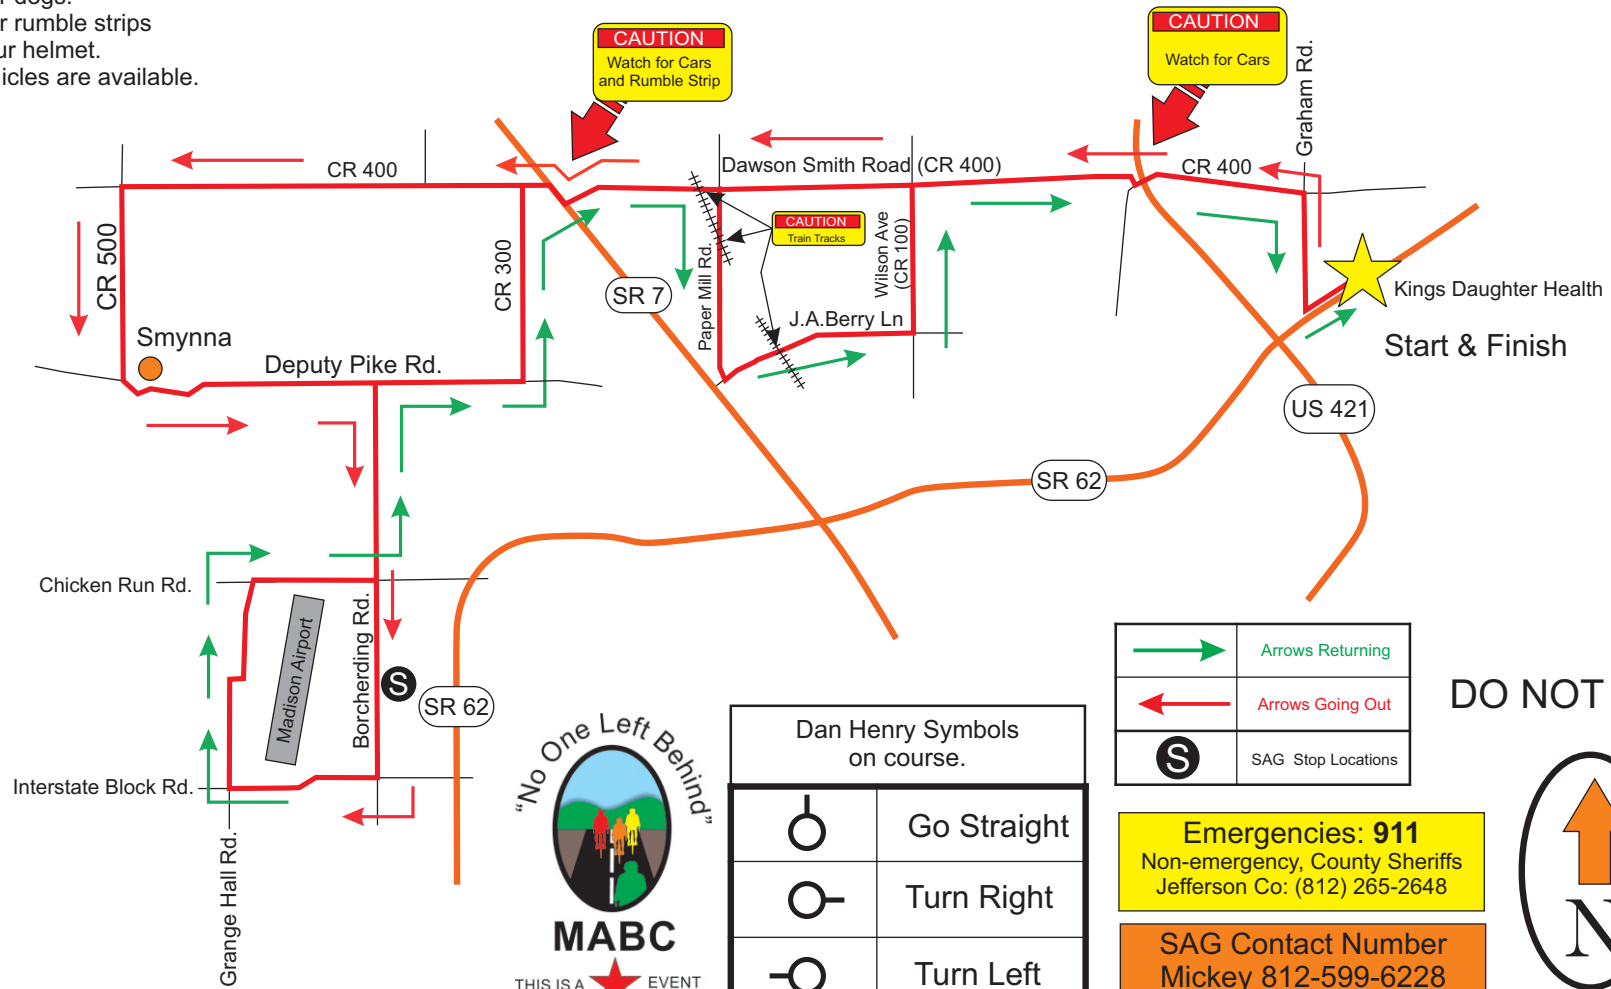 r dogs.
r rumble strips
ur helmet.
icles are available.
CAUTION
Watch for Cars
and Rumble Strip
CAUTION
Watch for Cars
Graham Rd.
CR 400
Dawson Smith Road (CR 400)
CR 400
CR 500
CR 300
SR 7
Paper Mill Rd.
CAUTION
Train Tracks
Wilson Ave
(CR 100)
J.A.Berry Ln
Kings Daughter Health
Start & Finish
Smynna
Deputy Pike Rd.
US 421
SR 62
Chicken Run Rd.
Madison Airport
Borcherding Rd.
S
SR 62
Interstate Block Rd.
Grange Hall Rd.
"No One Left Behind"
MABC
THIS IS A EVENT
Dan Henry Symbols
on course.
Go Straight
Turn Right
Turn Left
Arrows Returning
Arrows Going Out
S SAG Stop Locations
DO NOT
Emergencies: 911
Non-emergency, County Sheriffs
Jefferson Co: (812) 265-2648
SAG Contact Number
Mickey 812-599-6228
N